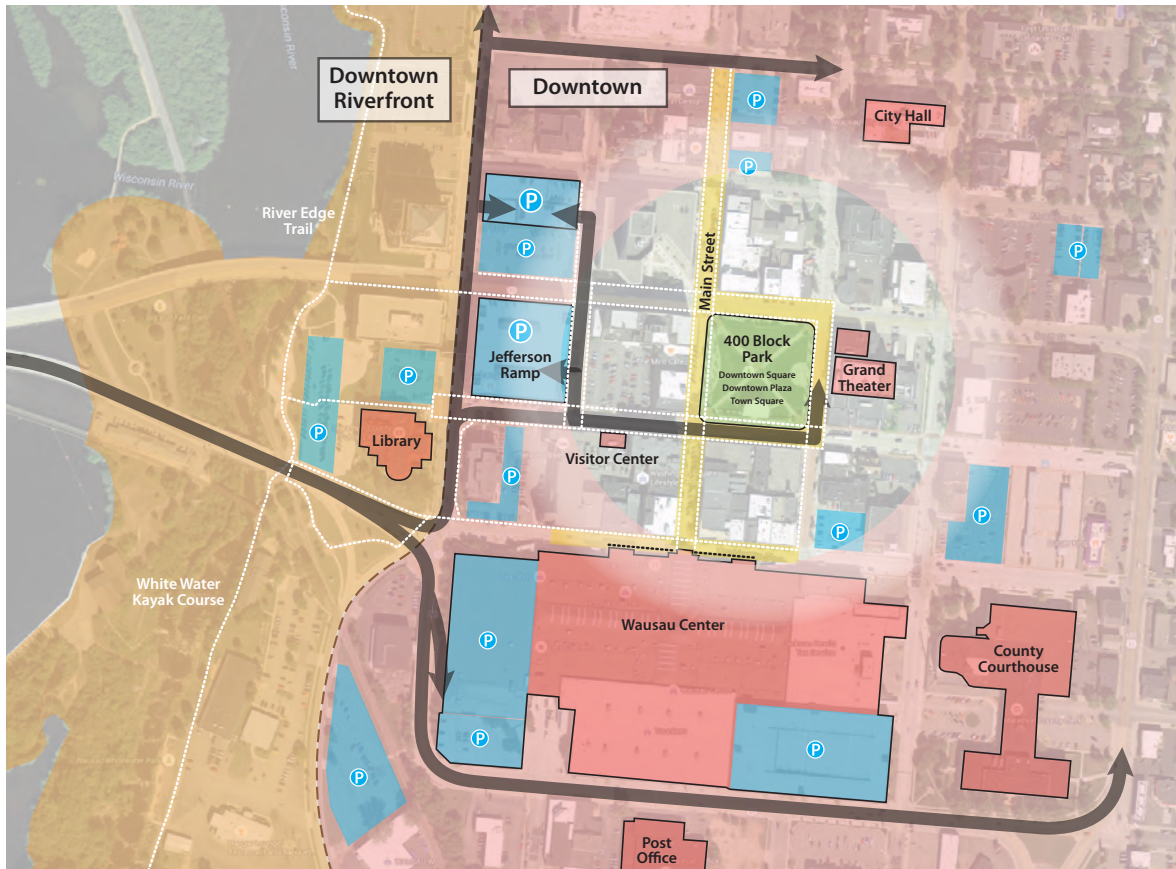 Wisconsin River
Downtown
Riverfront
Downtown
P
City Hall
P
Wisconsin River
River Edge
Trail
P
P
Main Street
P
P
Jefferson
Ramp
400 Block
Park
Downtown Square
Downtown Plaza
Town Square
Grand
Theater
P
Library
P
Visitor Center
P
P
P
P
White Water
Kayak Course
Wausau Center
P
County
Courthouse
P
P
P
Post
Office